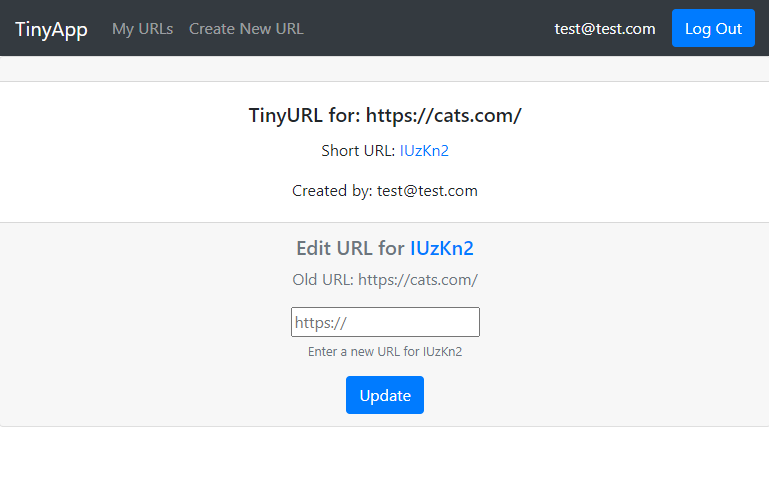 TinyApp My URLs Create New URL test@test.com Log Out
TinyURL for: https://cats.com/
Short URL: IUzKn2
Created by: test@test.com
Edit URL for IUzKn2
Old URL: https://cats.com/
https://
Enter a new URL for IUzKn2
Update